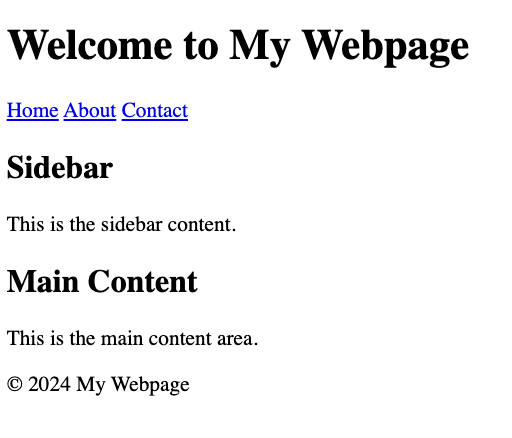 Welcome to My Webpage
Home About Contact
Sidebar
This is the sidebar content.
Main Content
This is the main content area.
© 2024 My Webpage